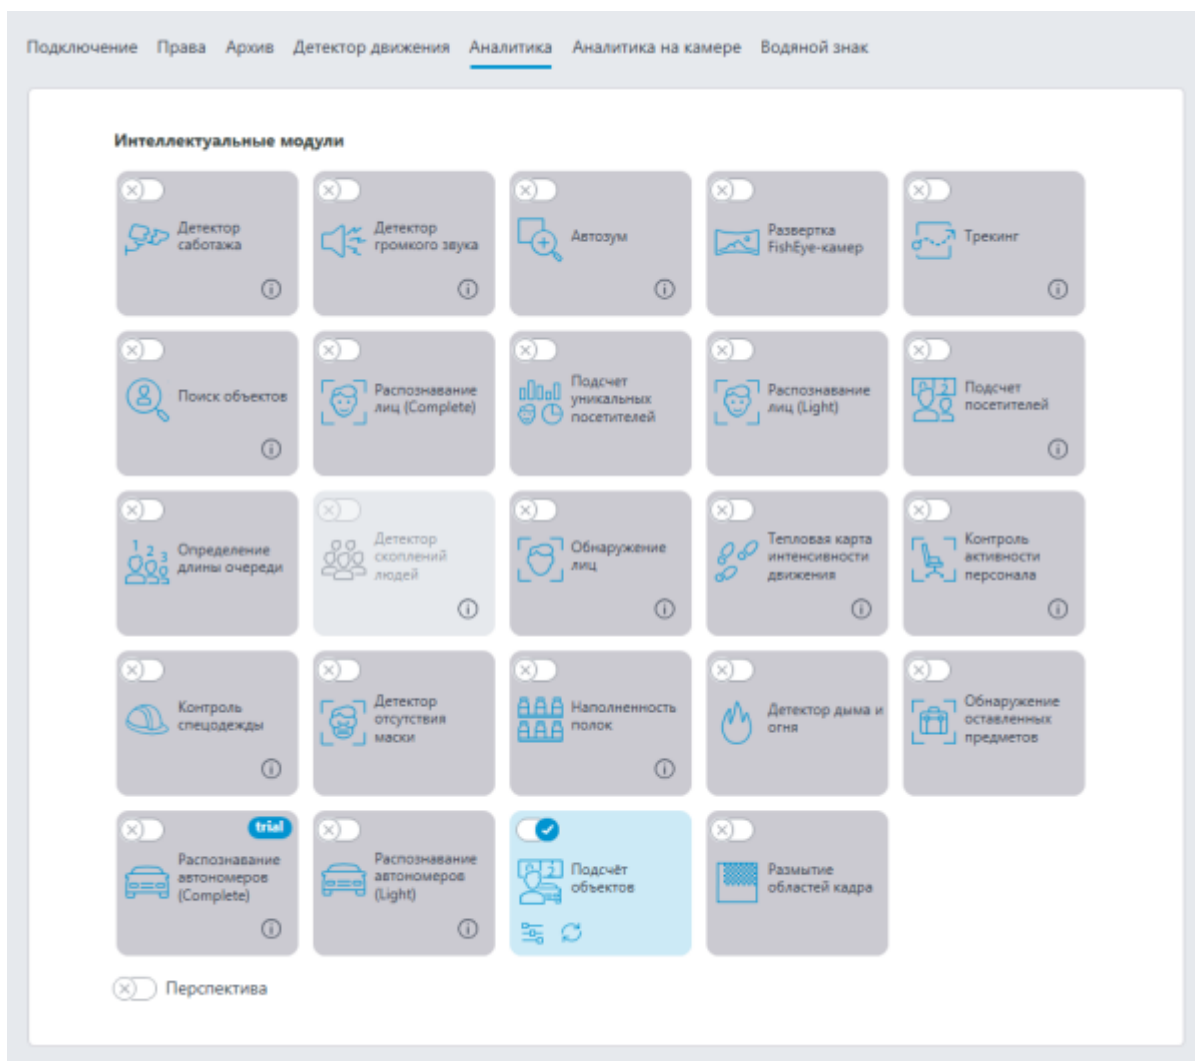 Подключение Права Архив Детектор движения Аналитика Аналитика на камере Водяной знак
Интеллектуальные модули
Детектор
саботажа
Детектор
громкого звука
Автозум
Развертка
FishEye-камер
Трекинг
Поиск объектов
Распознавание
лиц (Complete)
Подсчет
уникальных
посетителей
Распознавание
лиц (Light)
Подсчет
посетителей
Определение
длины очереди
Детектор
скоплений
людей
Обнаружение
лиц
Тепловая карта
интенсивности
движения
Контроль
активности
персонала
Контроль
спецодежды
Детектор
отсутствия
маски
Наполненность
полок
Детектор дыма и
огня
Обнаружение
оставленных
предметов
trial
Распознавание
автономеров
(Complete)
Распознавание
автономеров
(Light)
Подсчёт
объектов
Размытие
областей кадра
Перспектива